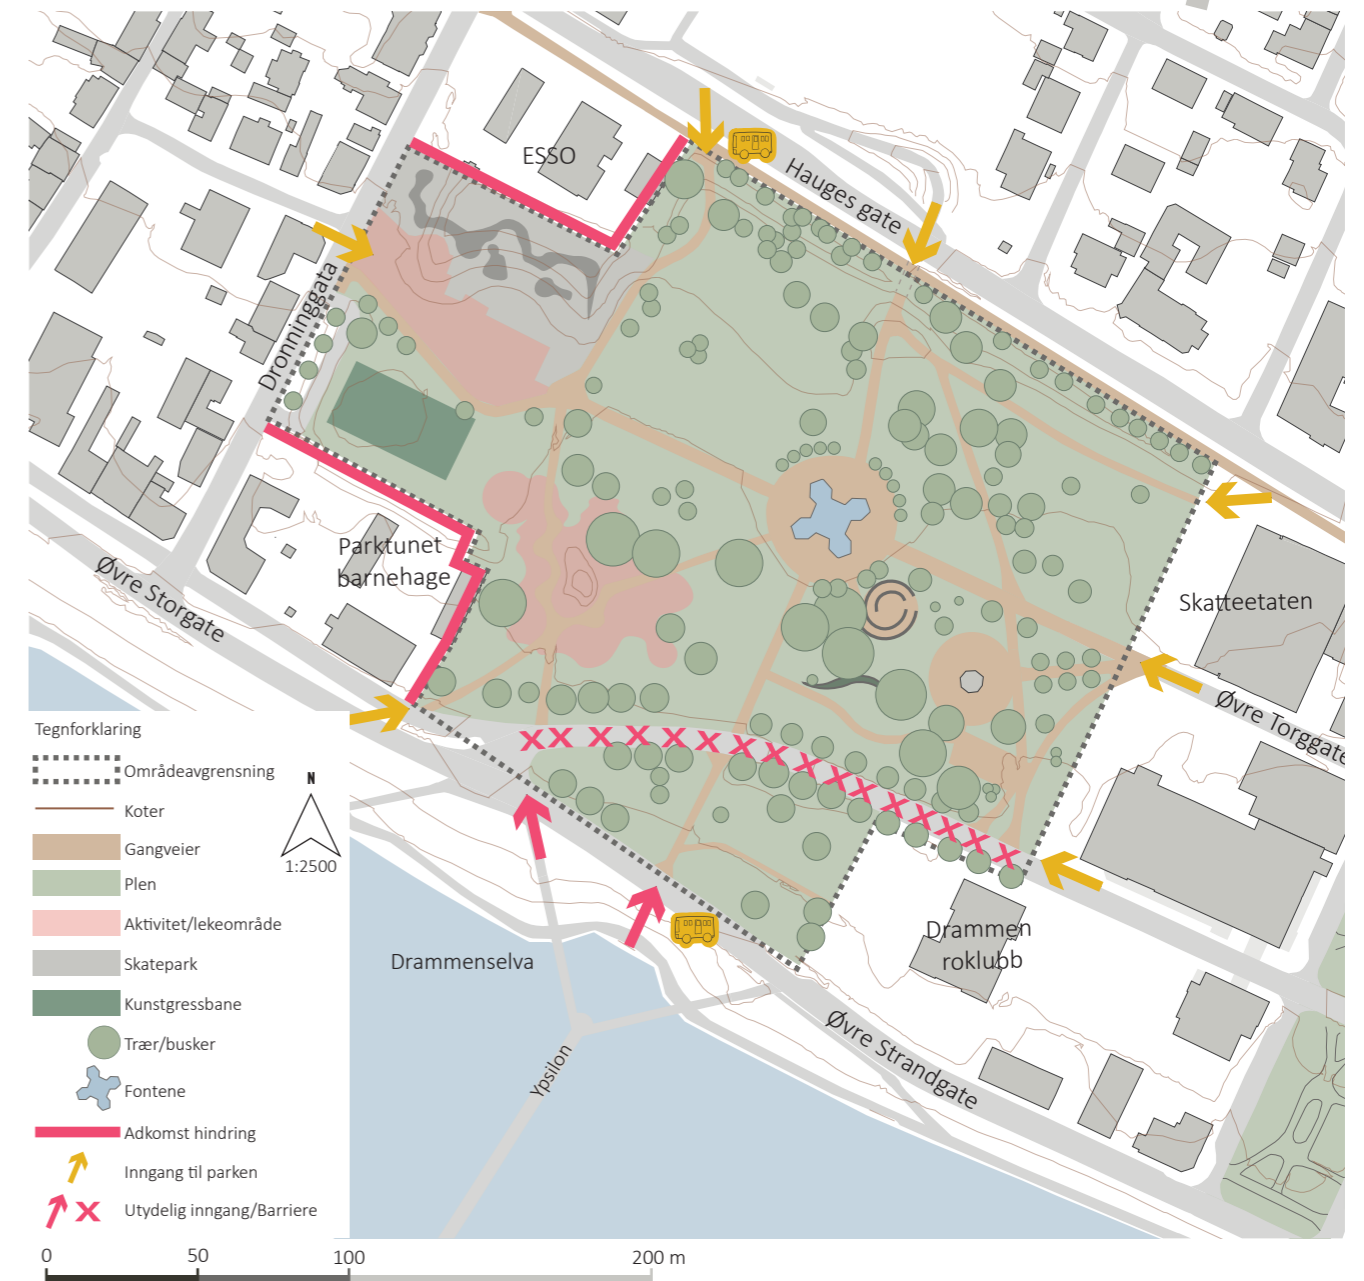 ESSO
Hauges gate
Dronninggata
Parktunet
barnehage
Øvre Storgate
Skatteetaten
Øvre Torggate
Drammen
roklubb
Drammenselva
Øvre Strandgate
Ypsilon
Tegnforklaring
Områdeavgrensning
Koter
Gangveier
Plen
Aktivitet/lekeområde
Skatepark
Kunstgressbane
Trær/busker
Fontene
Adkomst hindring
Inngang til parken
Utydelig inngang/Barriere
N
1:2500
0 50 100 200 m